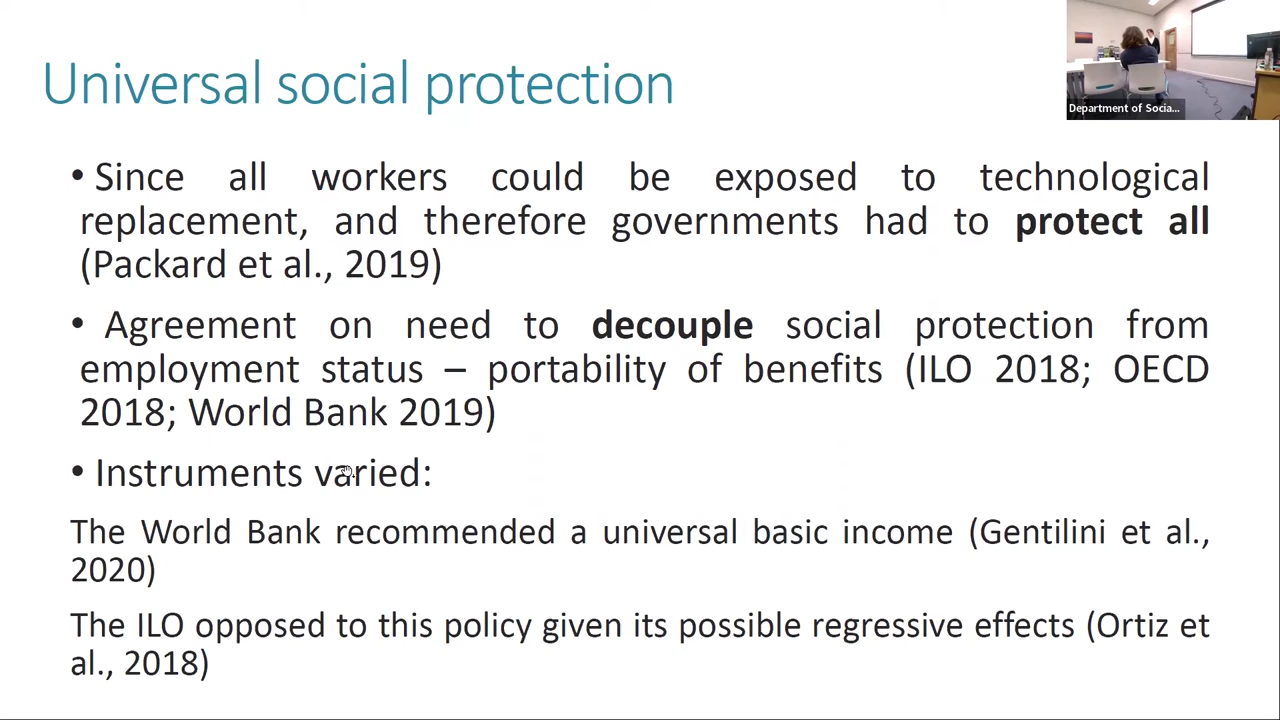 Universal social protection
Department of Socia...
• Since all workers could be exposed to technological
replacement, and therefore governments had to protect all
(Packard et al., 2019)
• Agreement on need to decouple social protection from
employment status – portability of benefits (ILO 2018; OECD
2018; World Bank 2019)
• Instruments varied:
The World Bank recommended a universal basic income (Gentilini et al.,
2020)
The ILO opposed to this policy given its possible regressive effects (Ortiz et
al., 2018)